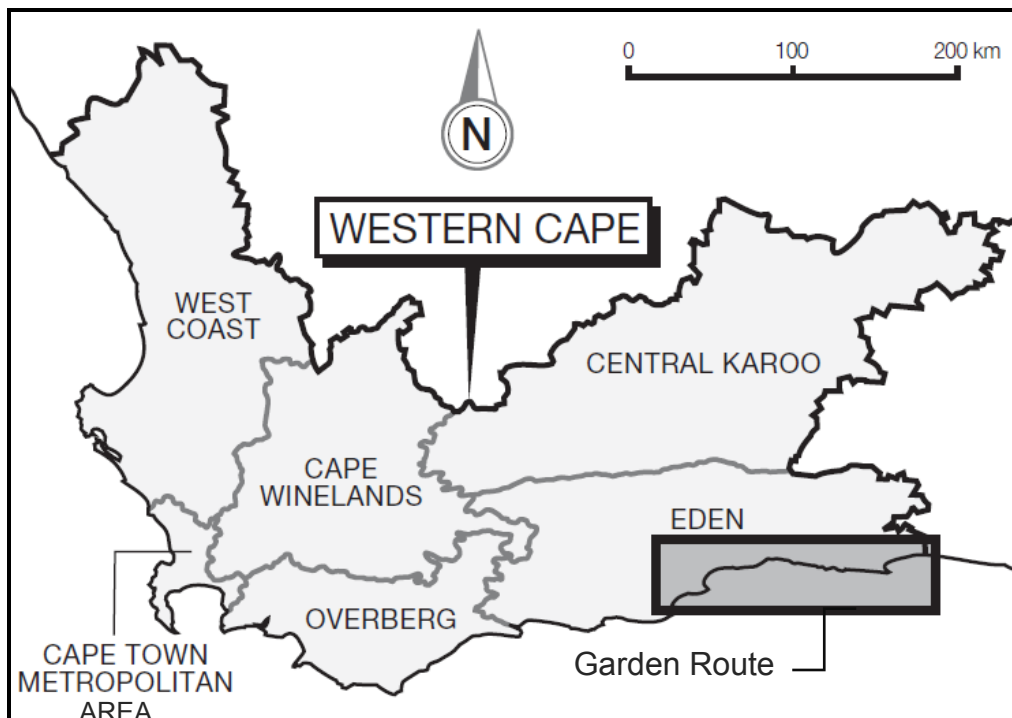 0 100 200 km
N
WESTERN CAPE
WEST
COAST
CENTRAL KAROO
CAPE
WINELANDS
EDEN
OVERBERG
Garden Route
CAPE TOWN
METROPOLITAN
AREA